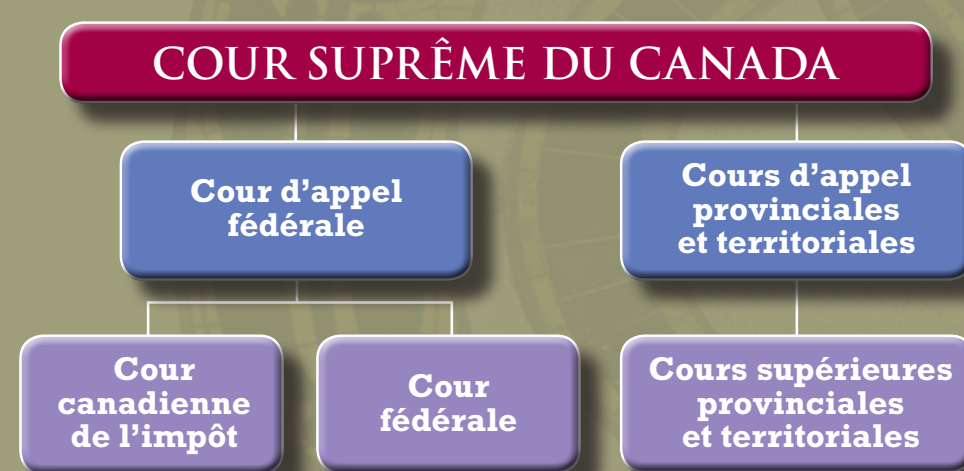 COUR SUPRÊME DU CANADA
Cour d'appel
fédérale
Cours d'appel
provinciales
et territoriales
Cour
canadienne
de l'impôt
Cour
fédérale
Cours supérieures
provinciales
et territoriales